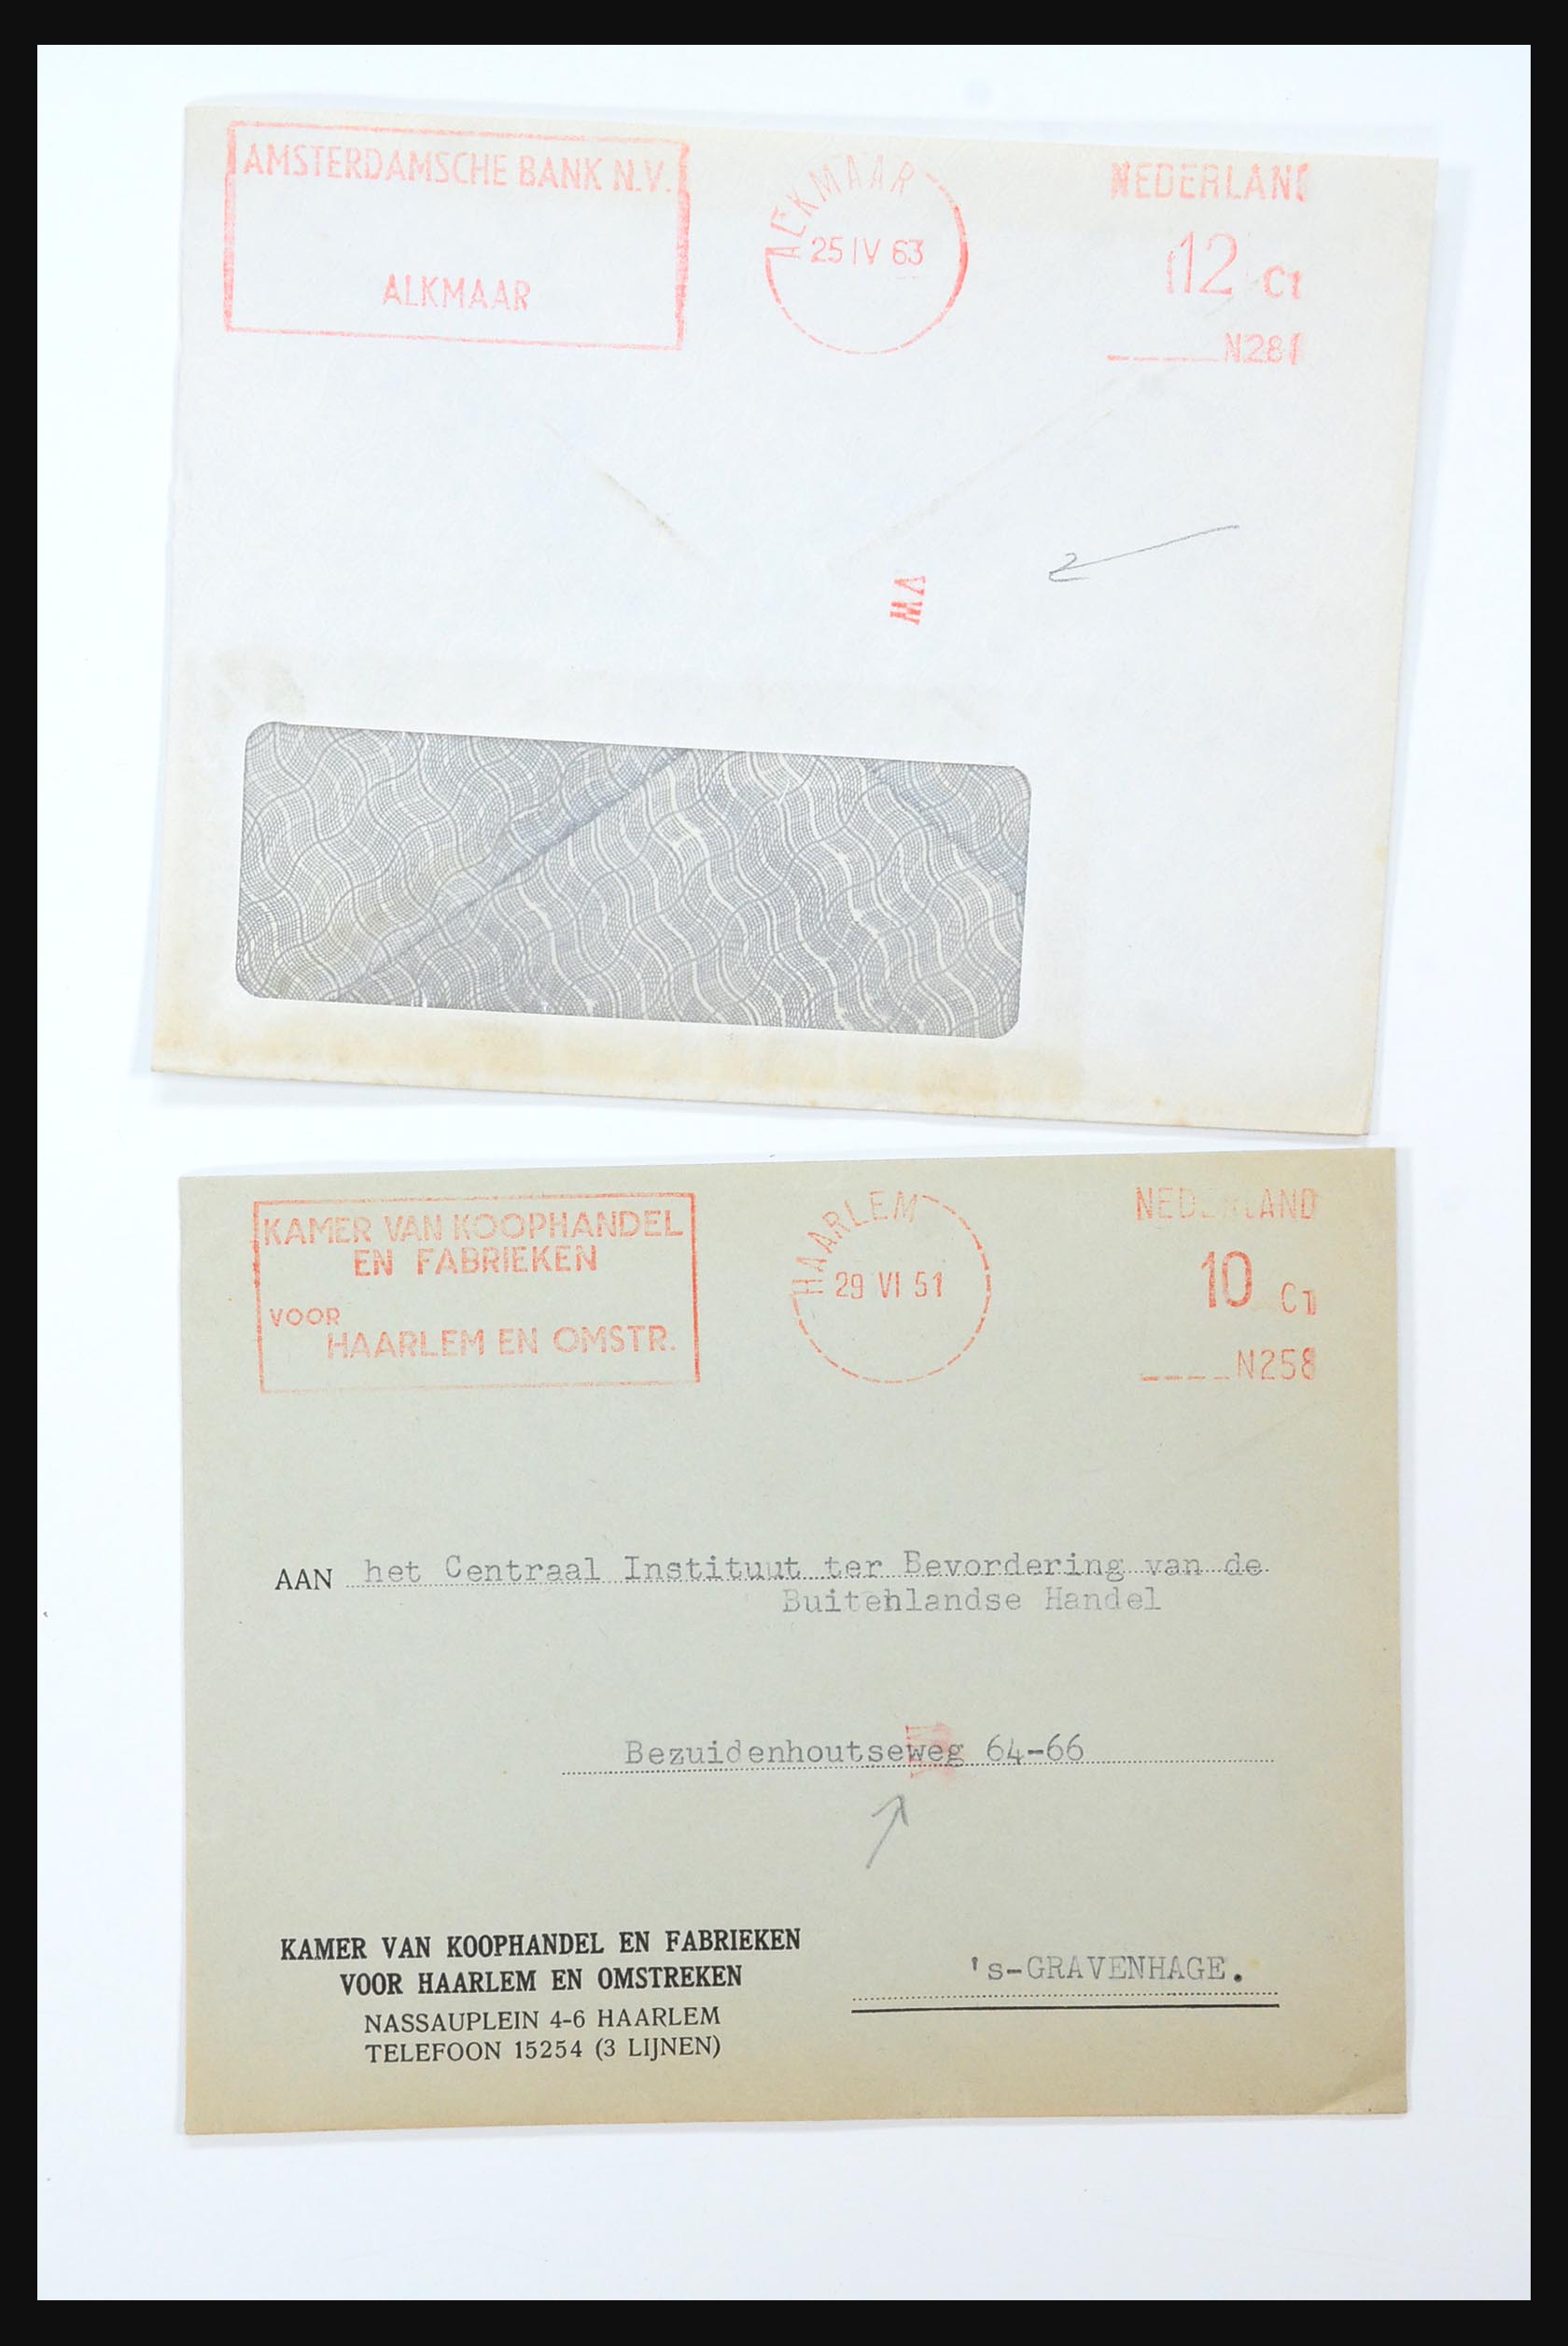 AMSTERDAMSCHE BANK N.V.
ALKMAAR
ALKMAAR
25 IV 63
NEDERLAND
12 Ct
N281
VW
KAMER VAN KOOPHANDEL
EN FABRIEKEN
VOOR
HAARLEM EN OMSTR.
HAARLEM
29 VI 51
NEDERLAND
10 Ct
N258
AAN het Centraal Instituut ter Bevordering van de
Buitehlandse Handel
Bezuidenhoutseweg 64-66
KAMER VAN KOOPHANDEL EN FABRIEKEN
VOOR HAARLEM EN OMSTREKEN
NASSAUPLEIN 4-6 HAARLEM
TELEFOON 15254 (3 LIJNEN)
's-GRAVENHAGE.